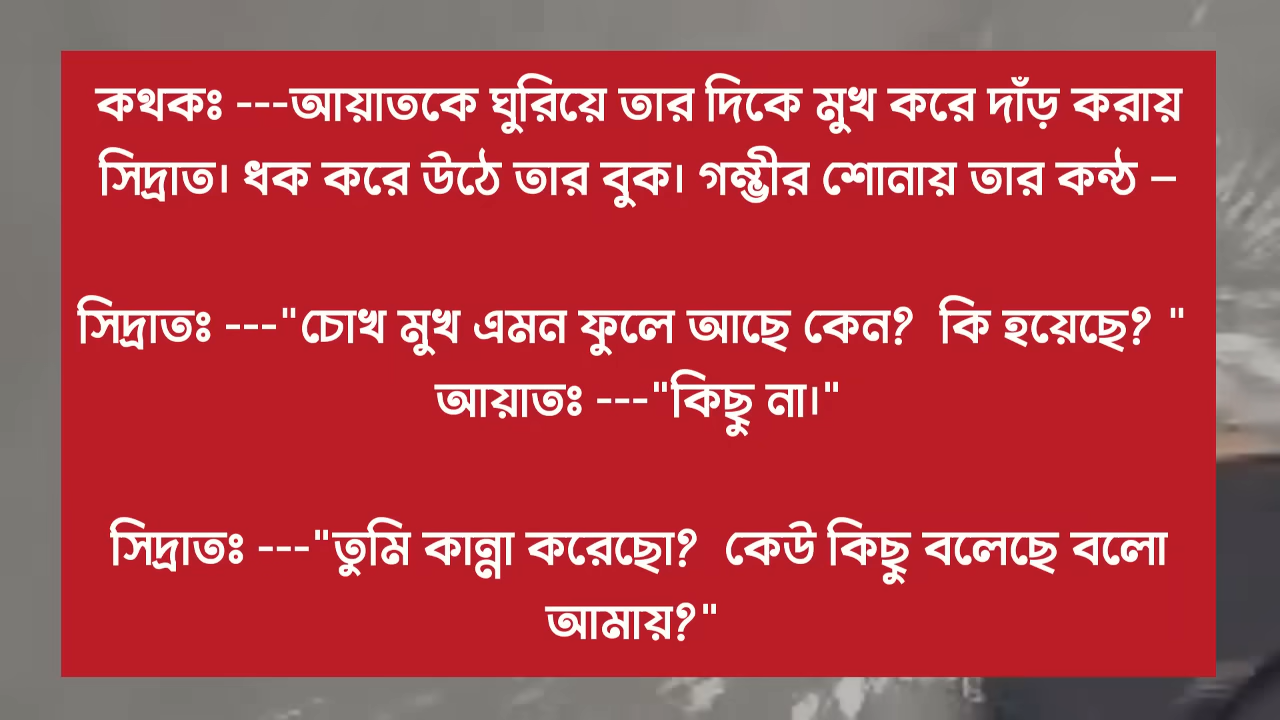 কথকঃ ---আয়াতকে ঘুরিয়ে তার দিকে মুখ করে দাঁড় করায়
সিদ্রাত। ধক করে উঠে তার বুক। গম্ভীর শোনায় তার কন্ঠ –
সিদ্রাতঃ ---"চোখ মুখ এমন ফুলে আছে কেন? কি হয়েছে? "
আয়াতঃ ---"কিছু না।"
সিদ্রাতঃ ---"তুমি কান্না করেছো? কেউ কিছু বলেছে বলো
আমায়?"